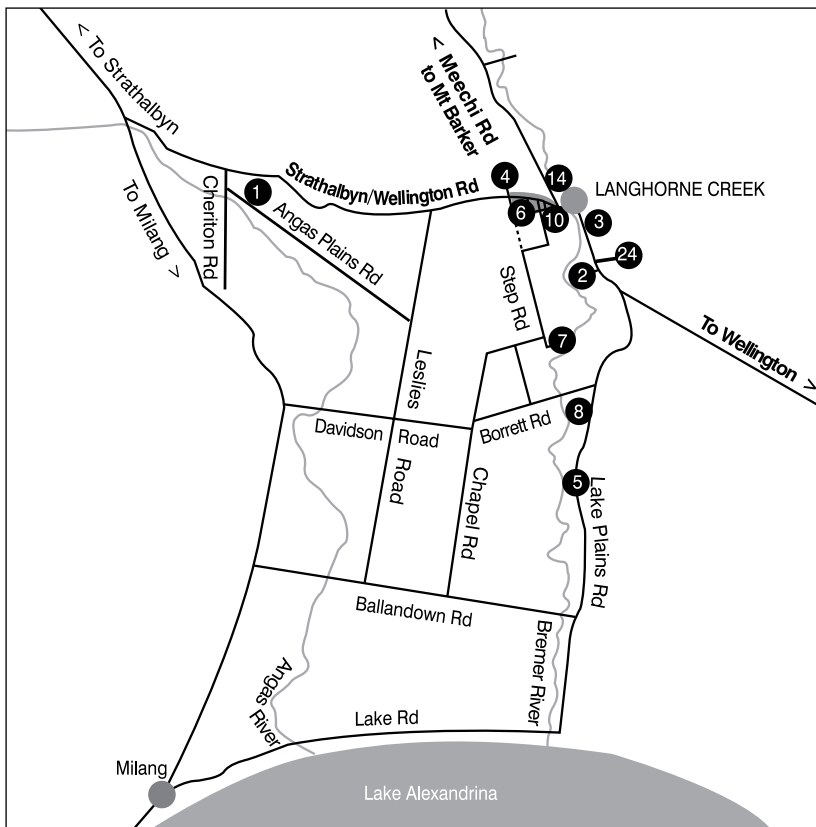 < To Strathalbyn
< Meechi Rd
to Mt Barker
To Milang >
Cheriton Rd
1
Strathalbyn/Wellington Rd
4
14
LANGHORNE CREEK
6
10
3
Angas Plains Rd
24
2
Step Rd
7
To Wellington >
Leslies
Road
Davidson Road
Borrett Rd
8
Chapel Rd
5
Lake Plains Rd
Ballandown Rd
Bremer River
Angas
River
Lake Rd
Milang
Lake Alexandrina